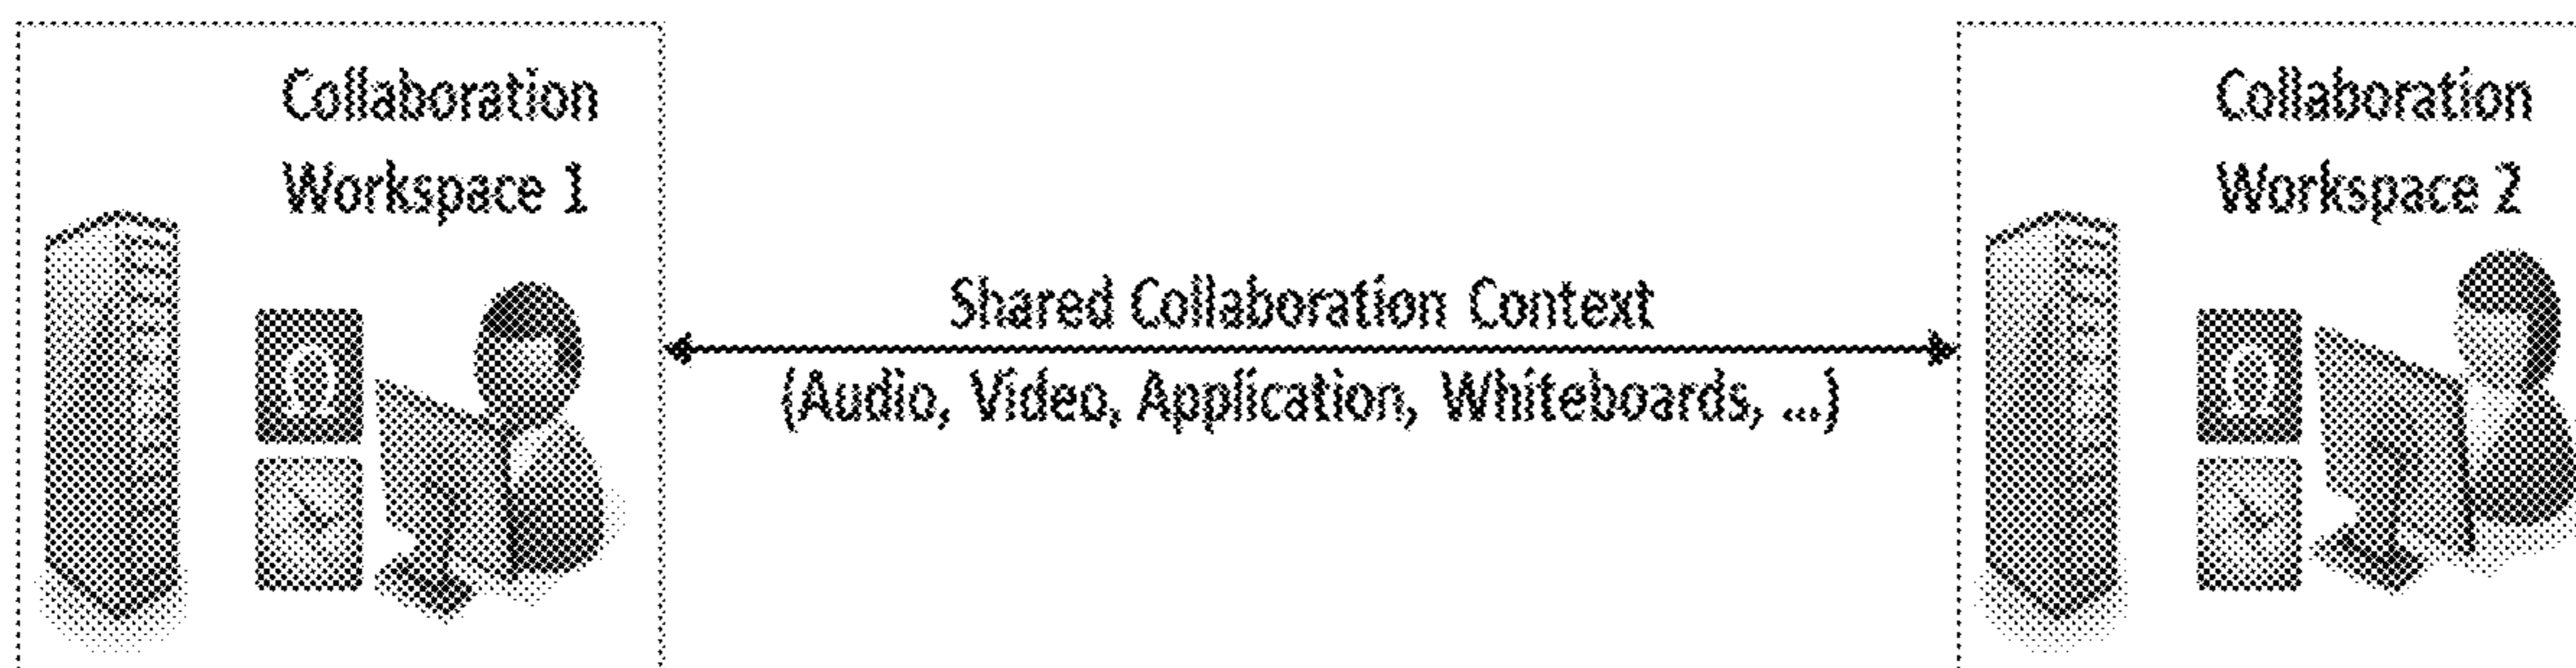 Collaboration
Workspace 1
Shared Collaboration Context
(Audio, Video, Application, Whiteboards, ...)
Collaboration
Workspace 2